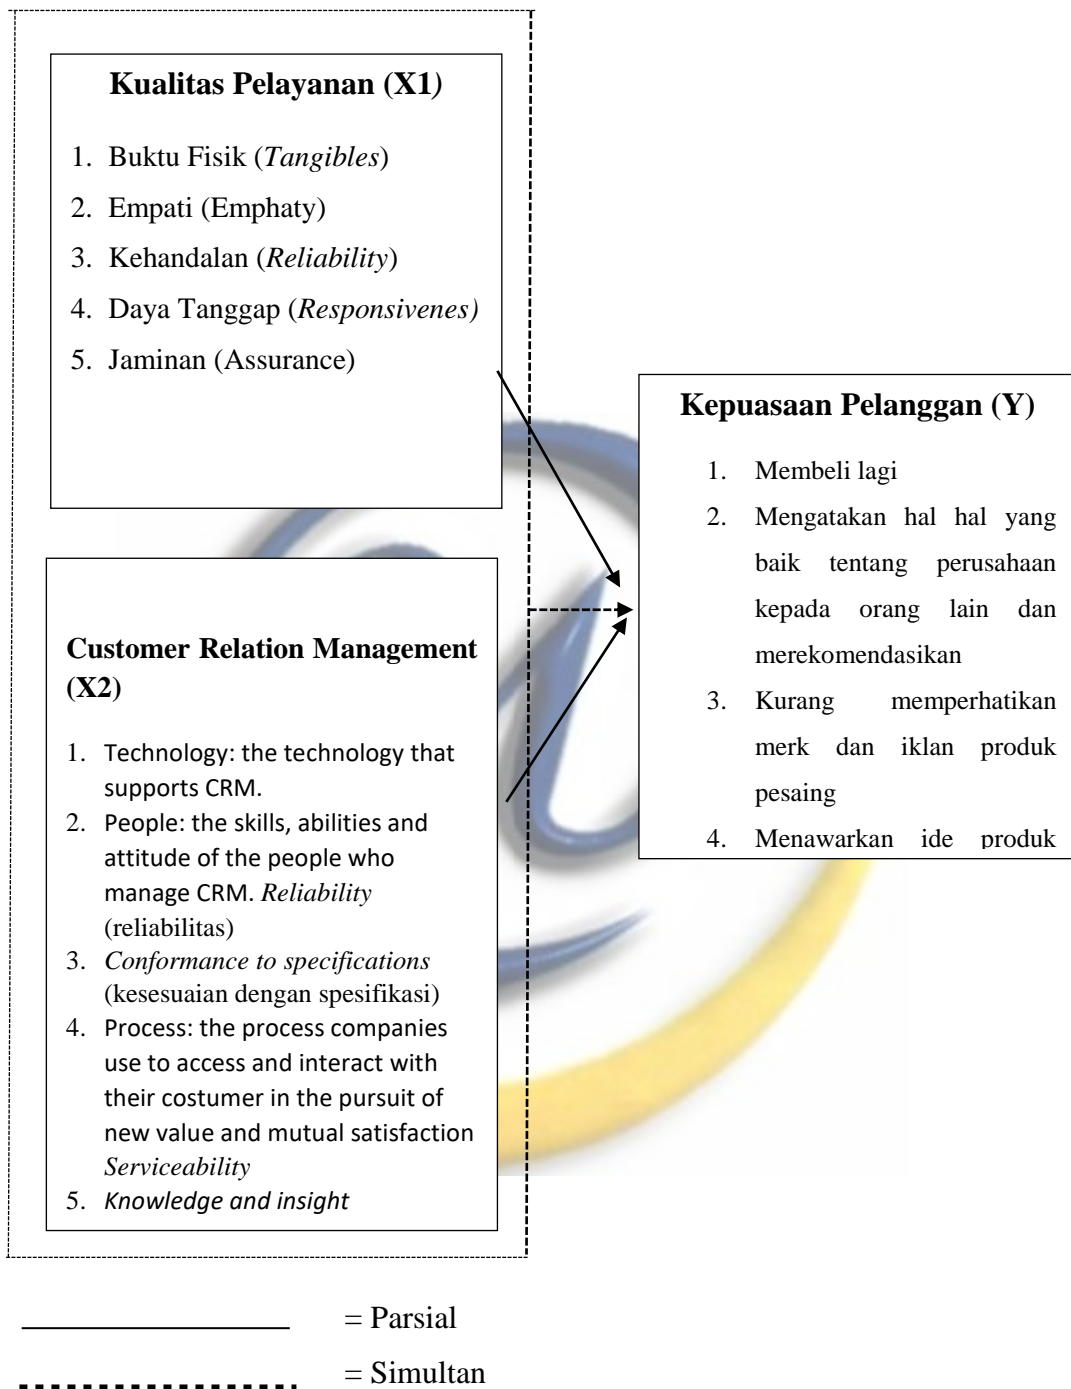 Kualitas Pelayanan (X1)
1. Buktu Fisik (Tangibles)
2. Empati (Emphaty)
3. Kehandalan (Reliability)
4. Daya Tanggap (Responsivenes)
5. Jaminan (Assurance)
Customer Relation Management
(X2)
1. Technology: the technology that
supports CRM.
2. People: the skills, abilities and
attitude of the people who
manage CRM. Reliability
(reliabilitas)
3. Conformance to specifications
(kesesuaian dengan spesifikasi)
4. Process: the process companies
use to access and interact with
their costumer in the pursuit of
new value and mutual satisfaction
Serviceability
5. Knowledge and insight
Kepuasaan Pelanggan (Y)
1. Membeli lagi
2. Mengatakan hal hal yang
baik tentang perusahaan
kepada orang lain dan
merekomendasikan
3. Kurang memperhatikan
merk dan iklan produk
pesaing
4. Menawarkan ide produk
= Parsial
= Simultan